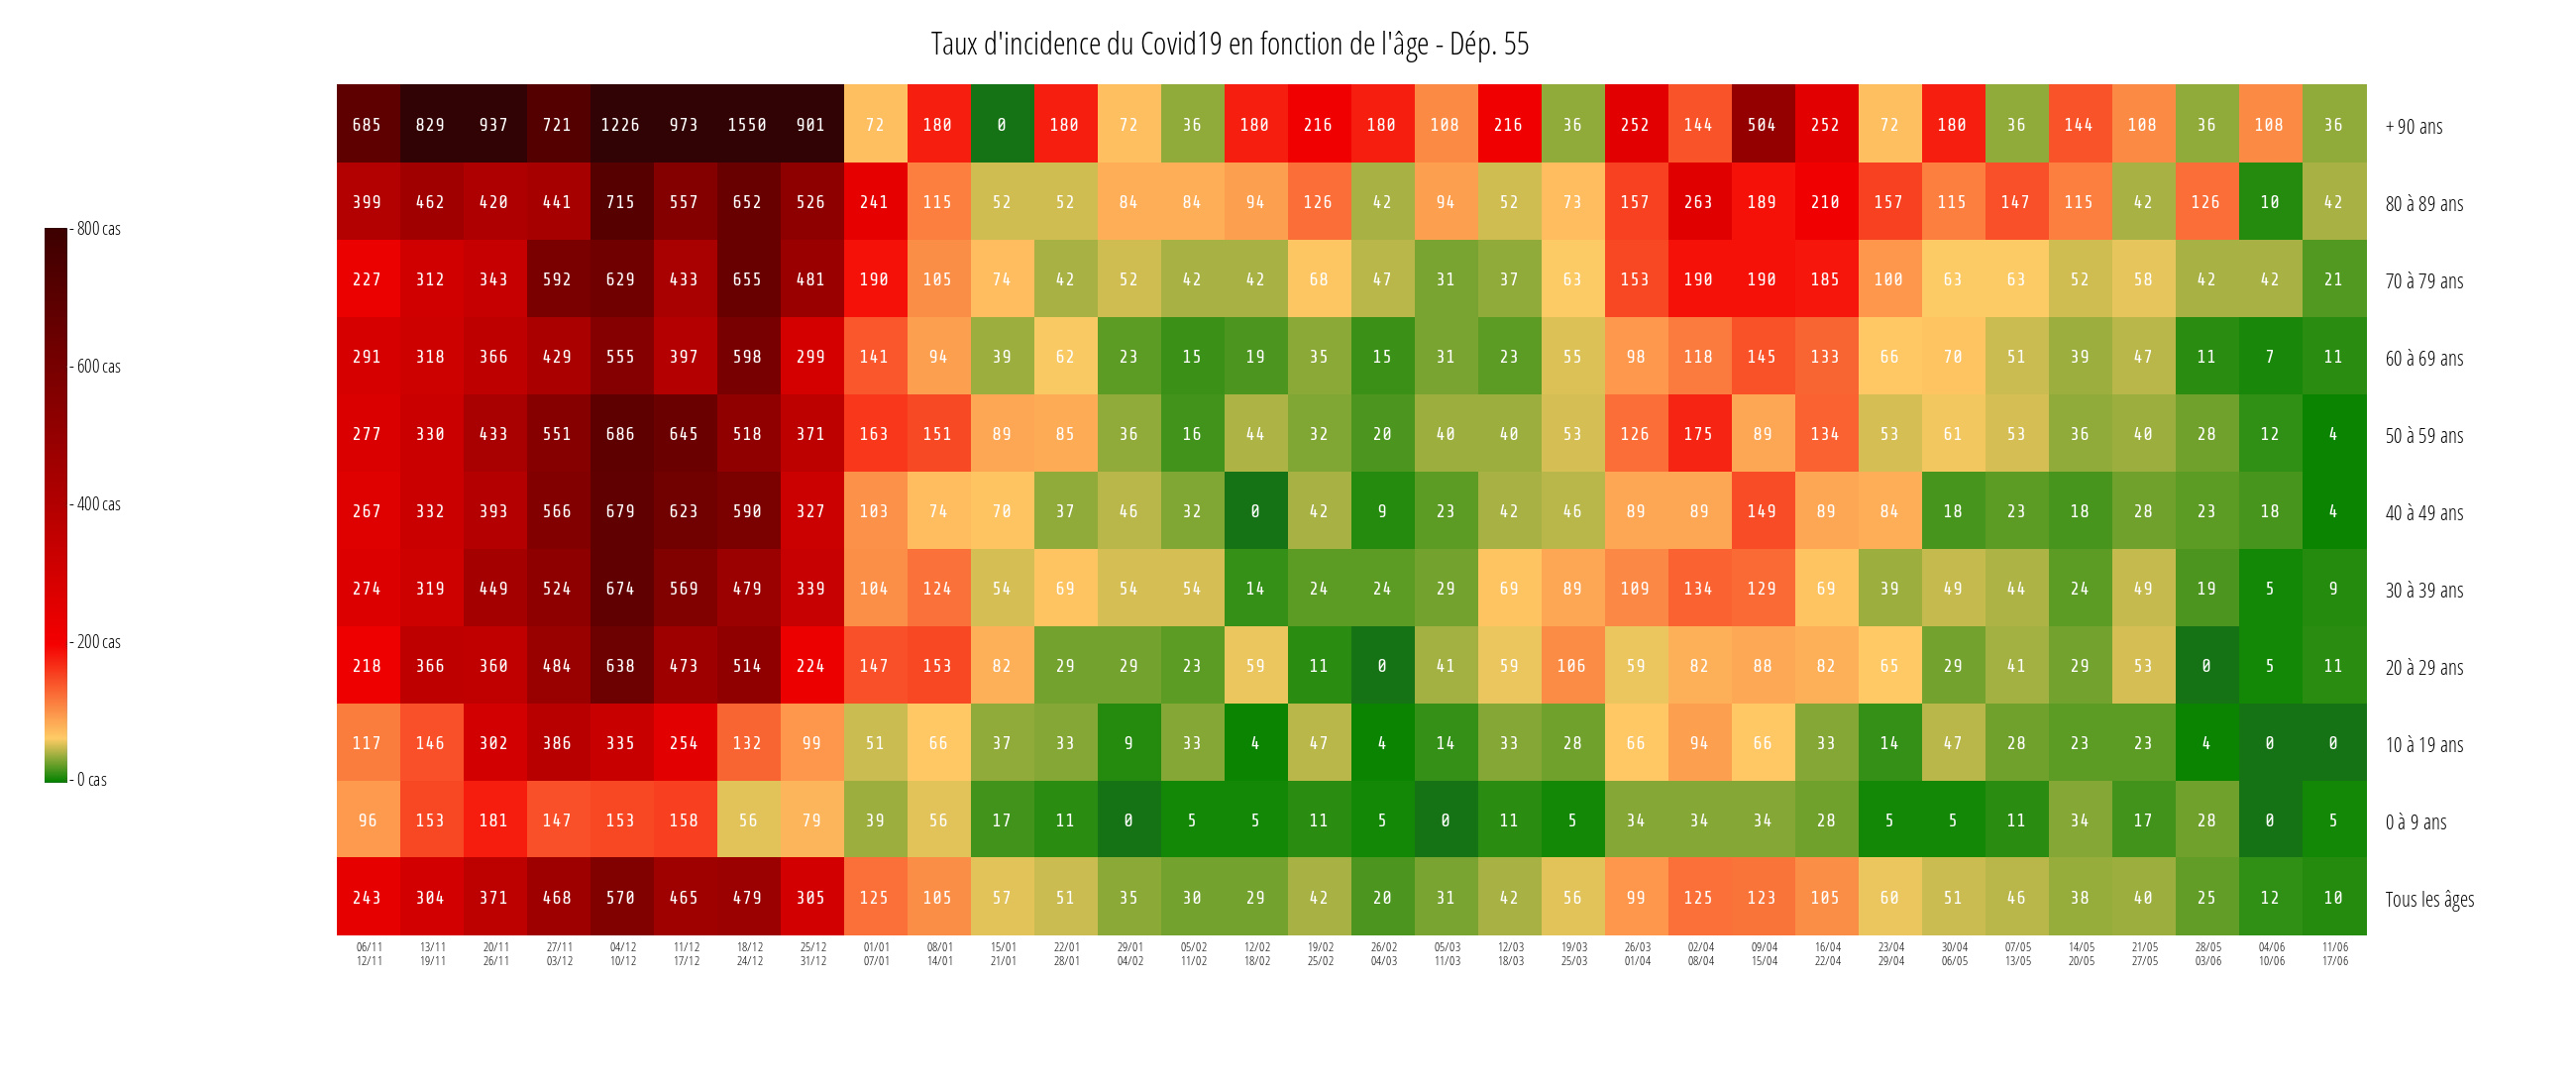 Taux d'incidence du Covid19 en fonction de l'âge - Dép. 55
- 800 cas
- 600 cas
- 400 cas
- 200 cas
- 0 cas
685 829 937 721 1226 973 1550 901 72 180 0 180 72 36 180 216 180 108 216 36 252 144 504 252 72 180 36 144 108 36 108 36 + 90 ans
399 462 420 441 715 557 652 526 241 115 52 52 84 84 94 126 42 94 52 73 157 263 189 210 157 115 147 115 42 126 10 42 80 à 89 ans
227 312 343 592 629 433 655 481 190 105 74 42 52 42 42 68 47 31 37 63 153 190 190 185 100 63 63 52 58 42 42 21 70 à 79 ans
291 318 366 429 555 397 598 299 141 94 39 62 23 15 19 35 15 31 23 55 98 118 145 133 66 70 51 39 47 11 7 11 60 à 69 ans
277 330 433 551 686 645 518 371 163 151 89 85 36 16 44 32 20 40 40 53 126 175 89 134 53 61 53 36 40 28 12 4 50 à 59 ans
267 332 393 566 679 623 590 327 103 74 70 37 46 32 0 42 9 23 42 46 89 89 149 89 84 18 23 18 28 23 18 4 40 à 49 ans
274 319 449 524 674 569 479 339 104 124 54 69 54 54 14 24 24 29 69 89 109 134 129 69 39 49 44 24 49 19 5 9 30 à 39 ans
218 366 360 484 638 473 514 224 147 153 82 29 29 23 59 11 0 41 59 106 59 82 88 82 65 29 41 29 53 0 5 11 20 à 29 ans
117 146 302 386 335 254 132 99 51 66 37 33 9 33 4 47 4 14 33 28 66 94 66 33 14 47 28 23 23 4 0 0 10 à 19 ans
96 153 181 147 153 158 56 79 39 56 17 11 0 5 5 11 5 0 11 5 34 34 34 28 5 5 11 34 17 28 0 5 0 à 9 ans
243 304 371 468 570 465 479 305 125 105 57 51 35 30 29 42 20 31 42 56 99 125 123 105 60 51 46 38 40 25 12 10 Tous les âges
06/11 13/11 20/11 27/11 04/12 11/12 18/12 25/12 01/01 08/01 15/01 22/01 29/01 05/02 12/02 19/02 26/02 05/03 12/03 19/03 26/03 02/04 09/04 16/04 23/04 30/04 07/05 14/05 21/05 28/05 04/06 11/06
12/11 19/11 26/11 03/12 10/12 17/12 24/12 31/12 07/01 14/01 21/01 28/01 04/02 11/02 18/02 25/02 04/03 11/03 18/03 25/03 01/04 08/04 15/04 22/04 29/04 06/05 13/05 20/05 27/05 03/06 10/06 17/06